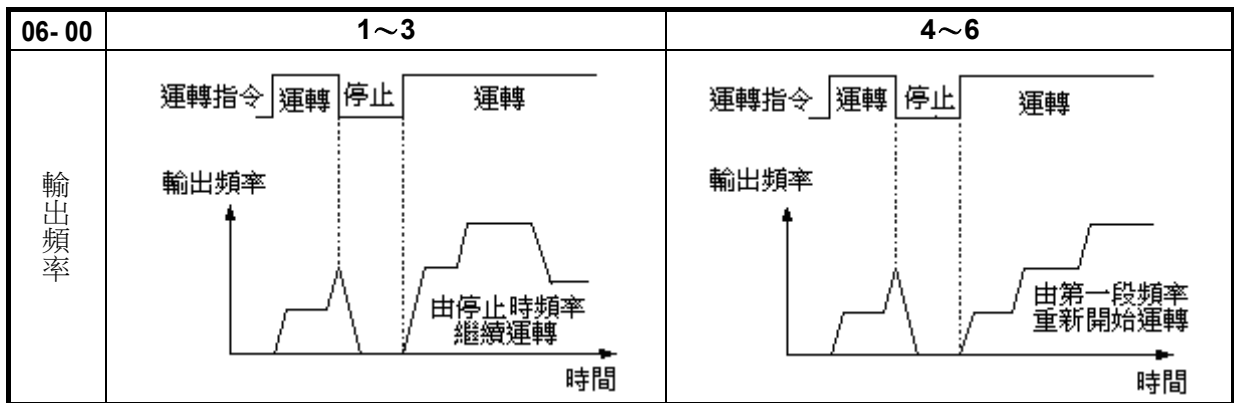 06- 00
1～3
4～6
輸出頻率
運轉指令
運轉
停止
運轉
輸出頻率
由停止時頻率
繼續運轉
時間
運轉指令
運轉
停止
運轉
輸出頻率
由第一段頻率
重新開始運轉
時間